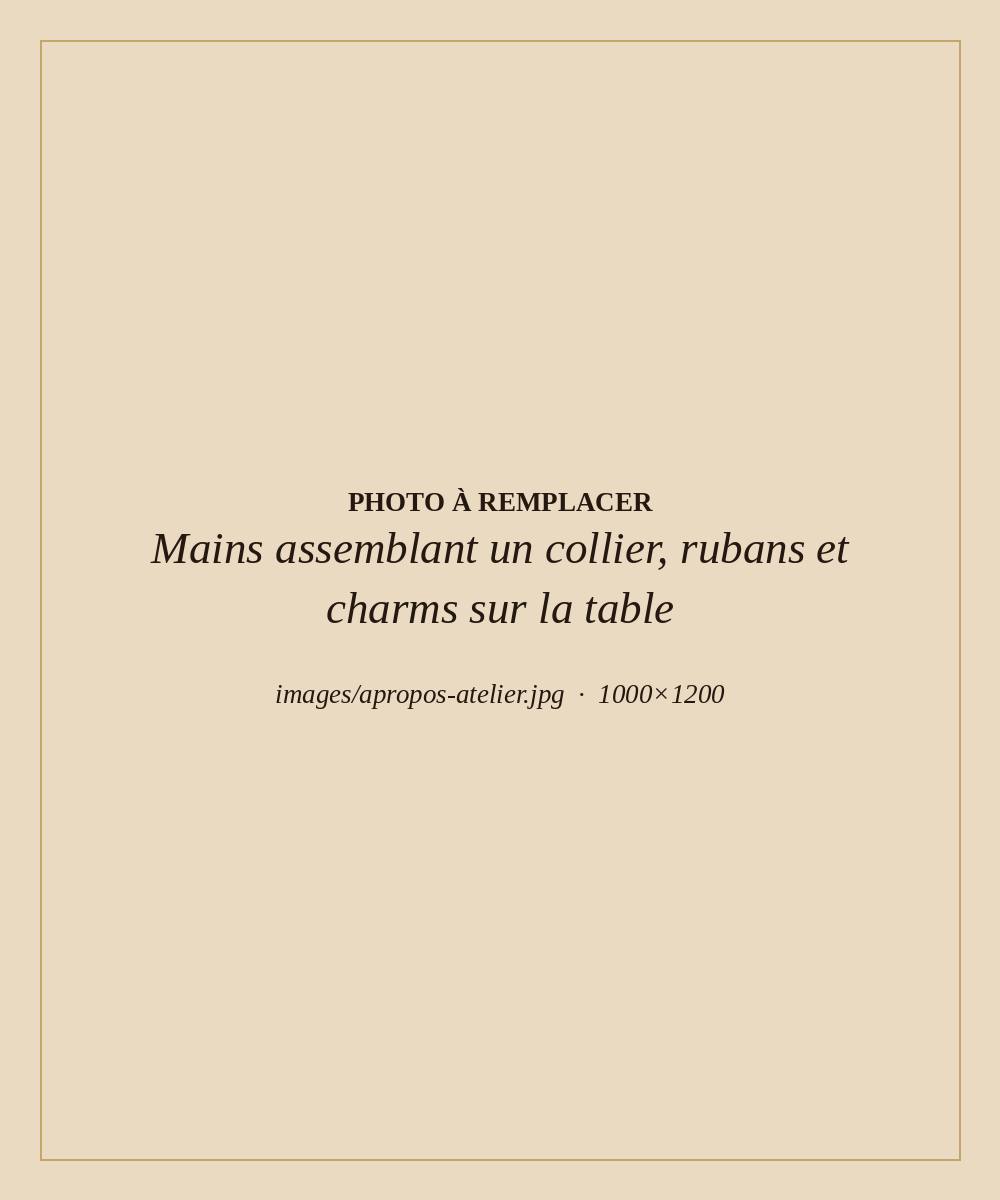 PHOTO À REMPLACER
Mains assemblant un collier, rubans et
charms sur la table
images/apropos-atelier.jpg · 1000×1200